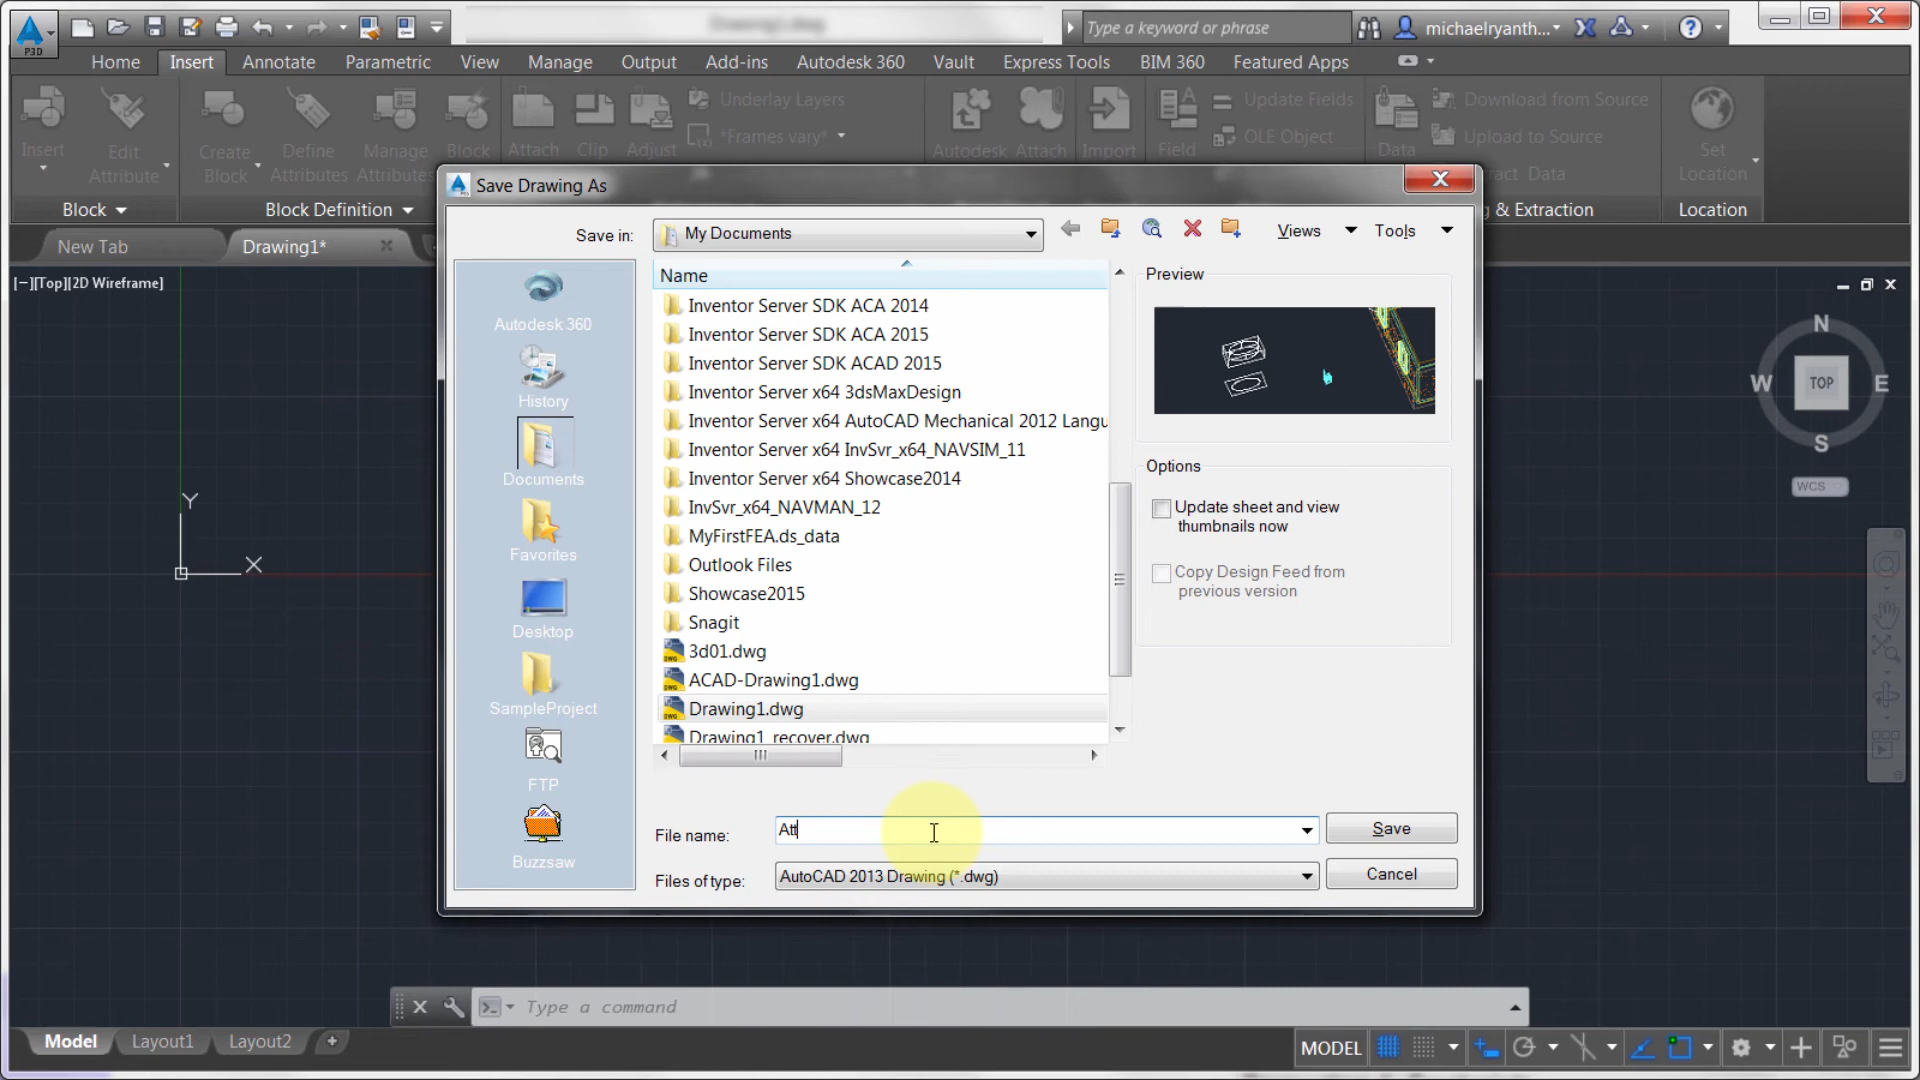 P3D
Drawing1.dwg
Type a keyword or phrase
michaelryanth...
Home Insert Annotate Parametric View Manage Output Add-ins Autodesk 360 Vault Express Tools BIM 360 Featured Apps
Insert
Edit
Attribute
Create
Block
Define
Attributes
Manage
Attributes
Block
Attach
Clip
Adjust
Underlay Layers
*Frames vary*
Autodesk
Attach
Import
Field
Update Fields
OLE Object
Data
Download from Source
Upload to Source
Data
Set
Location
Block
Block Definition
& Extraction
Location
New Tab
Drawing1*
[−][Top][2D Wireframe]
Save Drawing As
Save in:
My Documents
Views
Tools
Autodesk 360
History
Documents
Favorites
Desktop
SampleProject
FTP
Buzzsaw
Name
Inventor Server SDK ACA 2014
Inventor Server SDK ACA 2015
Inventor Server SDK ACAD 2015
Inventor Server x64 3dsMaxDesign
Inventor Server x64 AutoCAD Mechanical 2012 Langu
Inventor Server x64 InvSvr_x64_NAVSIM_11
Inventor Server x64 Showcase2014
InvSvr_x64_NAVMAN_12
MyFirstFEA.ds_data
Outlook Files
Showcase2015
Snagit
3d01.dwg
ACAD-Drawing1.dwg
Drawing1.dwg
Drawing1_recover.dwg
Preview
Options
Update sheet and view
thumbnails now
Copy Design Feed from
previous version
File name:
Att
Save
Files of type:
AutoCAD 2013 Drawing (*.dwg)
Cancel
N
W
TOP
E
S
WCS
Y
X
Type a command
Model
Layout1
Layout2
MODEL